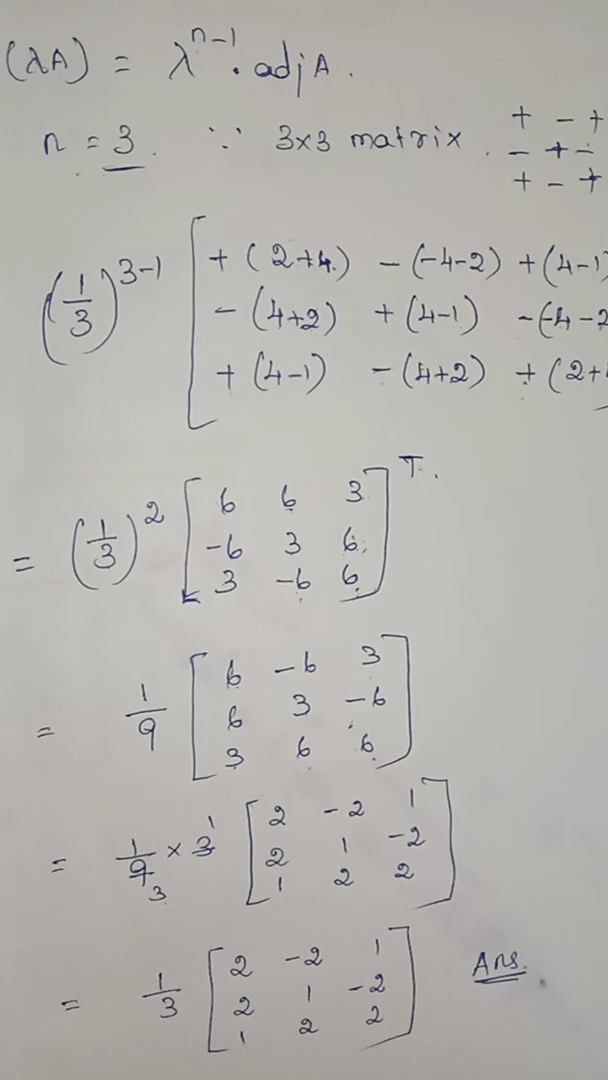 (λA) = λ^{n-1} . adj A .
n = 3 . ∵ 3x3 matrix . + - +
- + -
+ - +
(1/3)^{3-1} [ + (2+4) - (-4-2) + (4-1)
- (4+2) + (4-1) - (-4-2
+ (4-1) - (4+2) + (2+
= (1/3)^2 [ 6 6 3
-6 3 6
3 -6 6 ]^T .
= 1/9 [ 6 -6 3
6 3 -6
3 6 6 ]
= 1/9 3 x 3 1 [ 2 -2 1
2 1 -2
1 2 2 ]
= 1/3 [ 2 -2 1
2 1 -2
1 2 2 ] Ans .